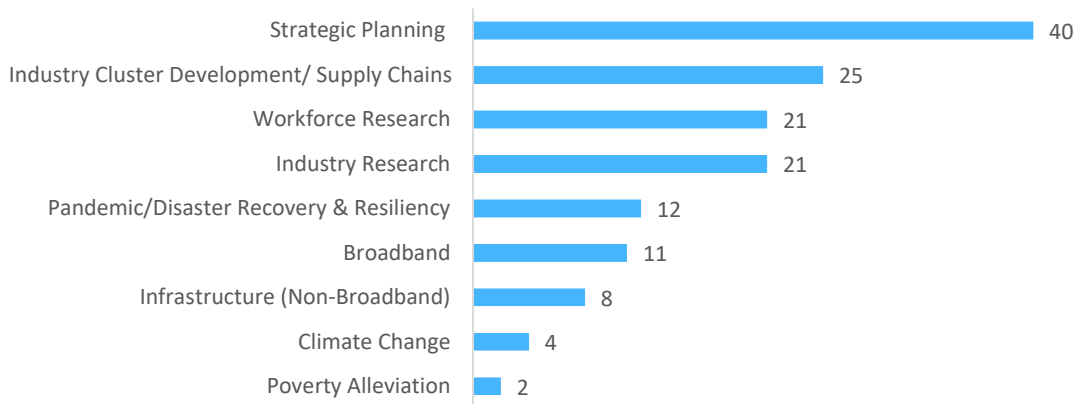 Strategic Planning 40
Industry Cluster Development/ Supply Chains 25
Workforce Research 21
Industry Research 21
Pandemic/Disaster Recovery & Resiliency 12
Broadband 11
Infrastructure (Non-Broadband) 8
Climate Change 4
Poverty Alleviation 2